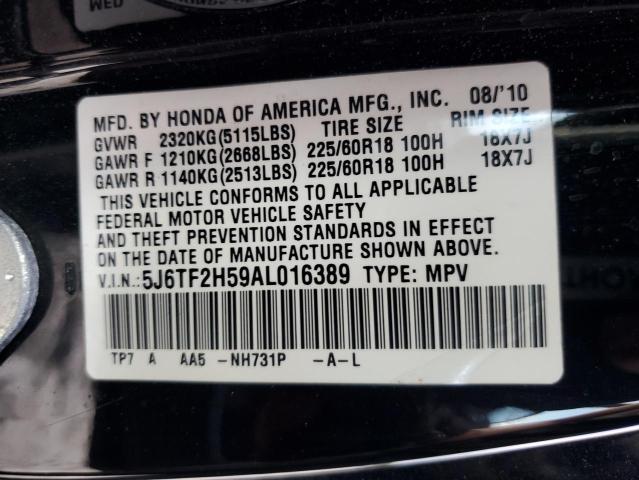 WED
MFD. BY HONDA OF AMERICA MFG., INC. 08/'10
GVWR 2320KG(5115LBS) TIRE SIZE RIM SIZE
GAWR F 1210KG(2668LBS) 225/60R18 100H 18X7J
GAWR R 1140KG(2513LBS) 225/60R18 100H 18X7J
THIS VEHICLE CONFORMS TO ALL APPLICABLE
FEDERAL MOTOR VEHICLE SAFETY
AND THEFT PREVENTION STANDARDS IN EFFECT
ON THE DATE OF MANUFACTURE SHOWN ABOVE.
V.I.N.:5J6TF2H59AL016389 TYPE: MPV
TP7 A AA5 -NH731P -A-L